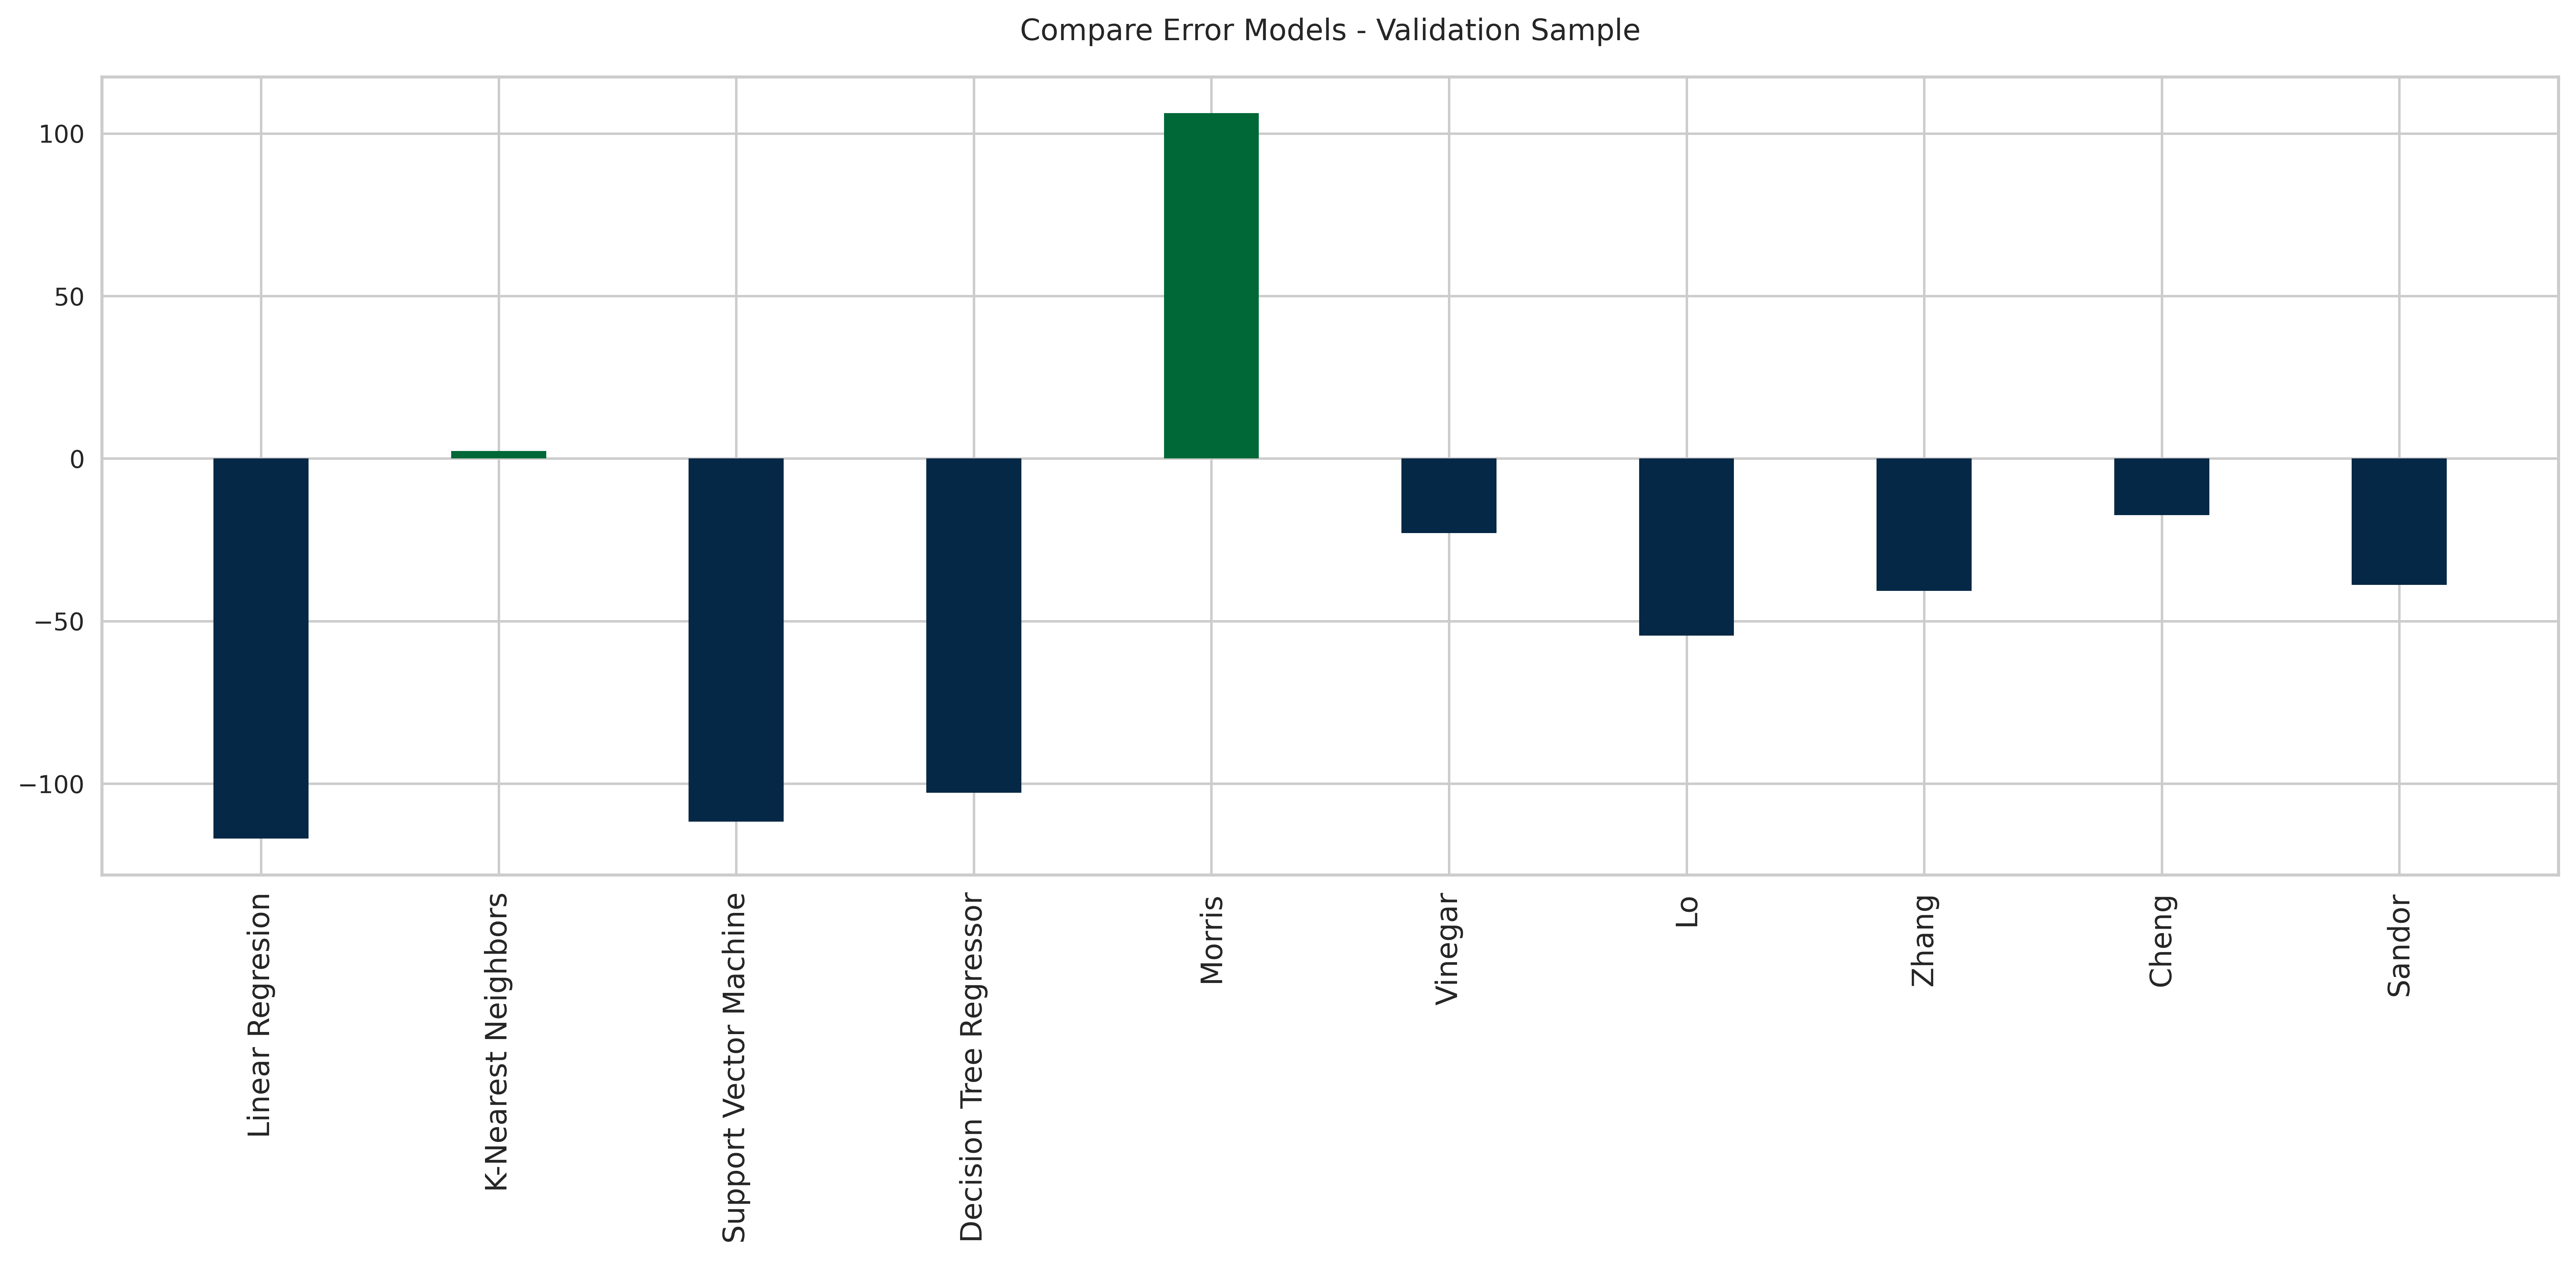 Compare Error Models - Validation Sample
100
50
0
−50
−100
Linear Regresion
K-Nearest Neighbors
Support Vector Machine
Decision Tree Regressor
Morris
Vinegar
Lo
Zhang
Cheng
Sandor